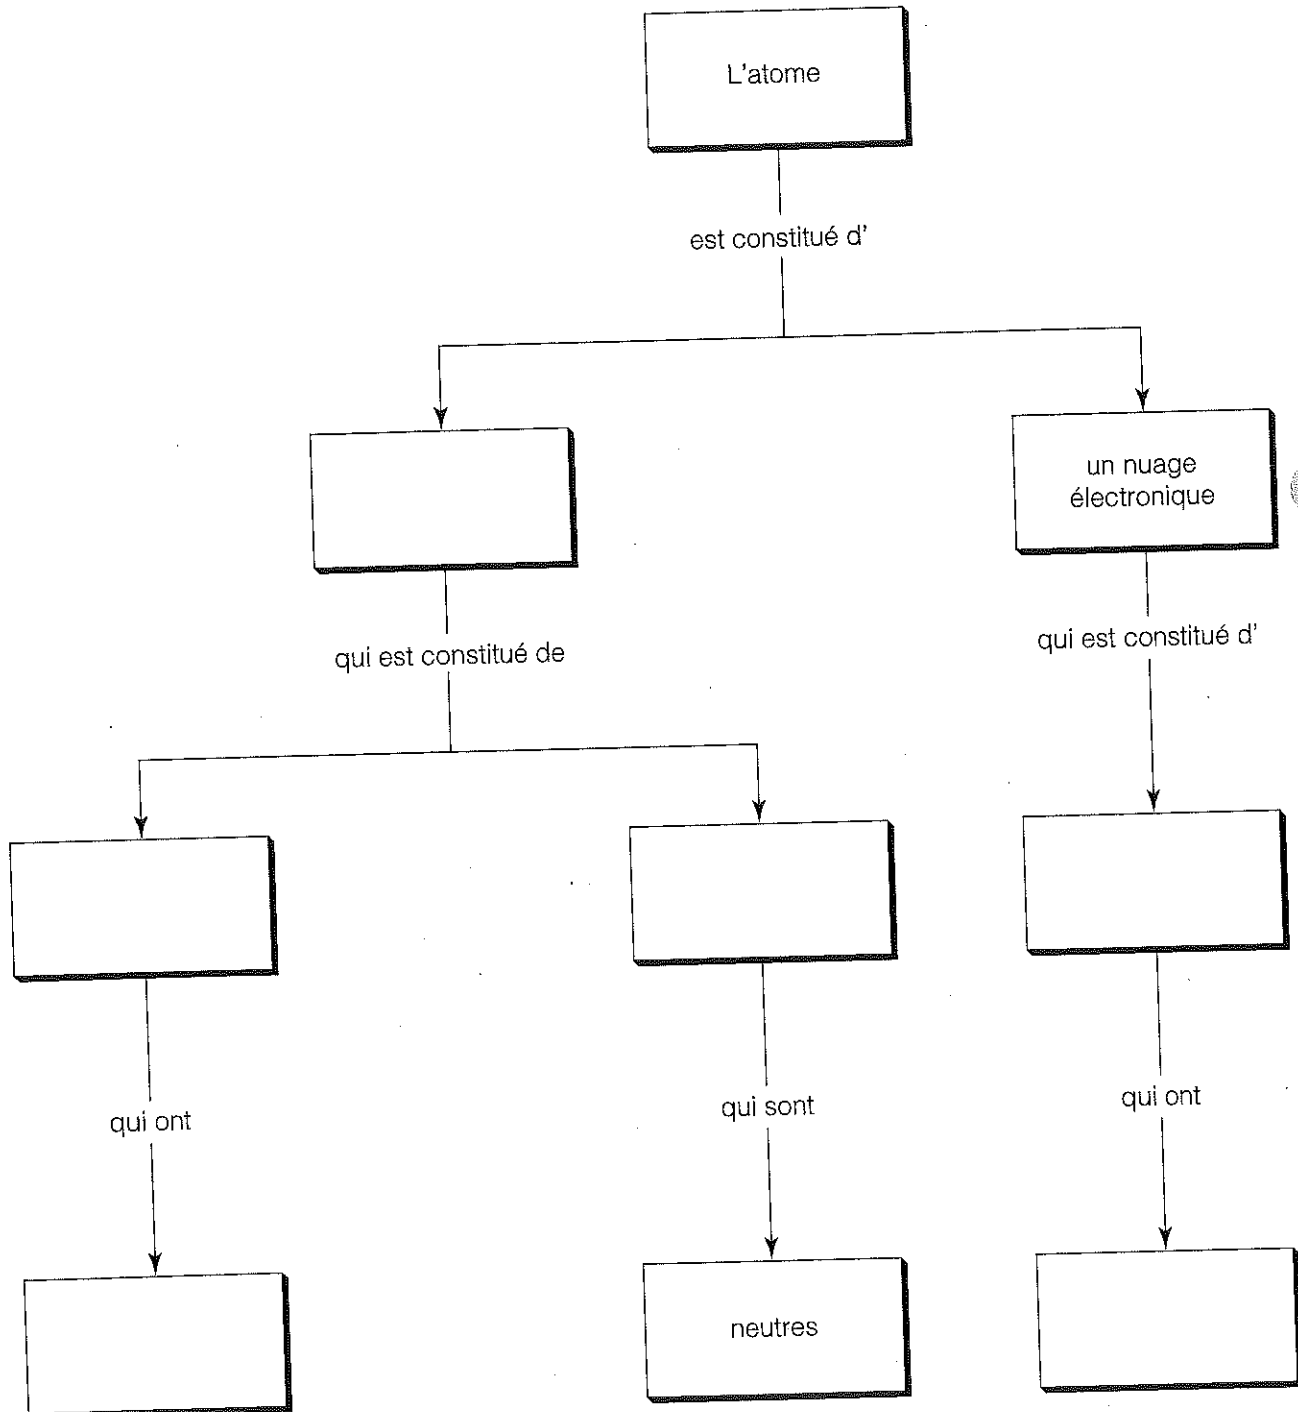 L'atome
est constitué d'
un nuage
électronique
qui est constitué de
qui est constitué d'
qui ont
qui sont
qui ont
neutres